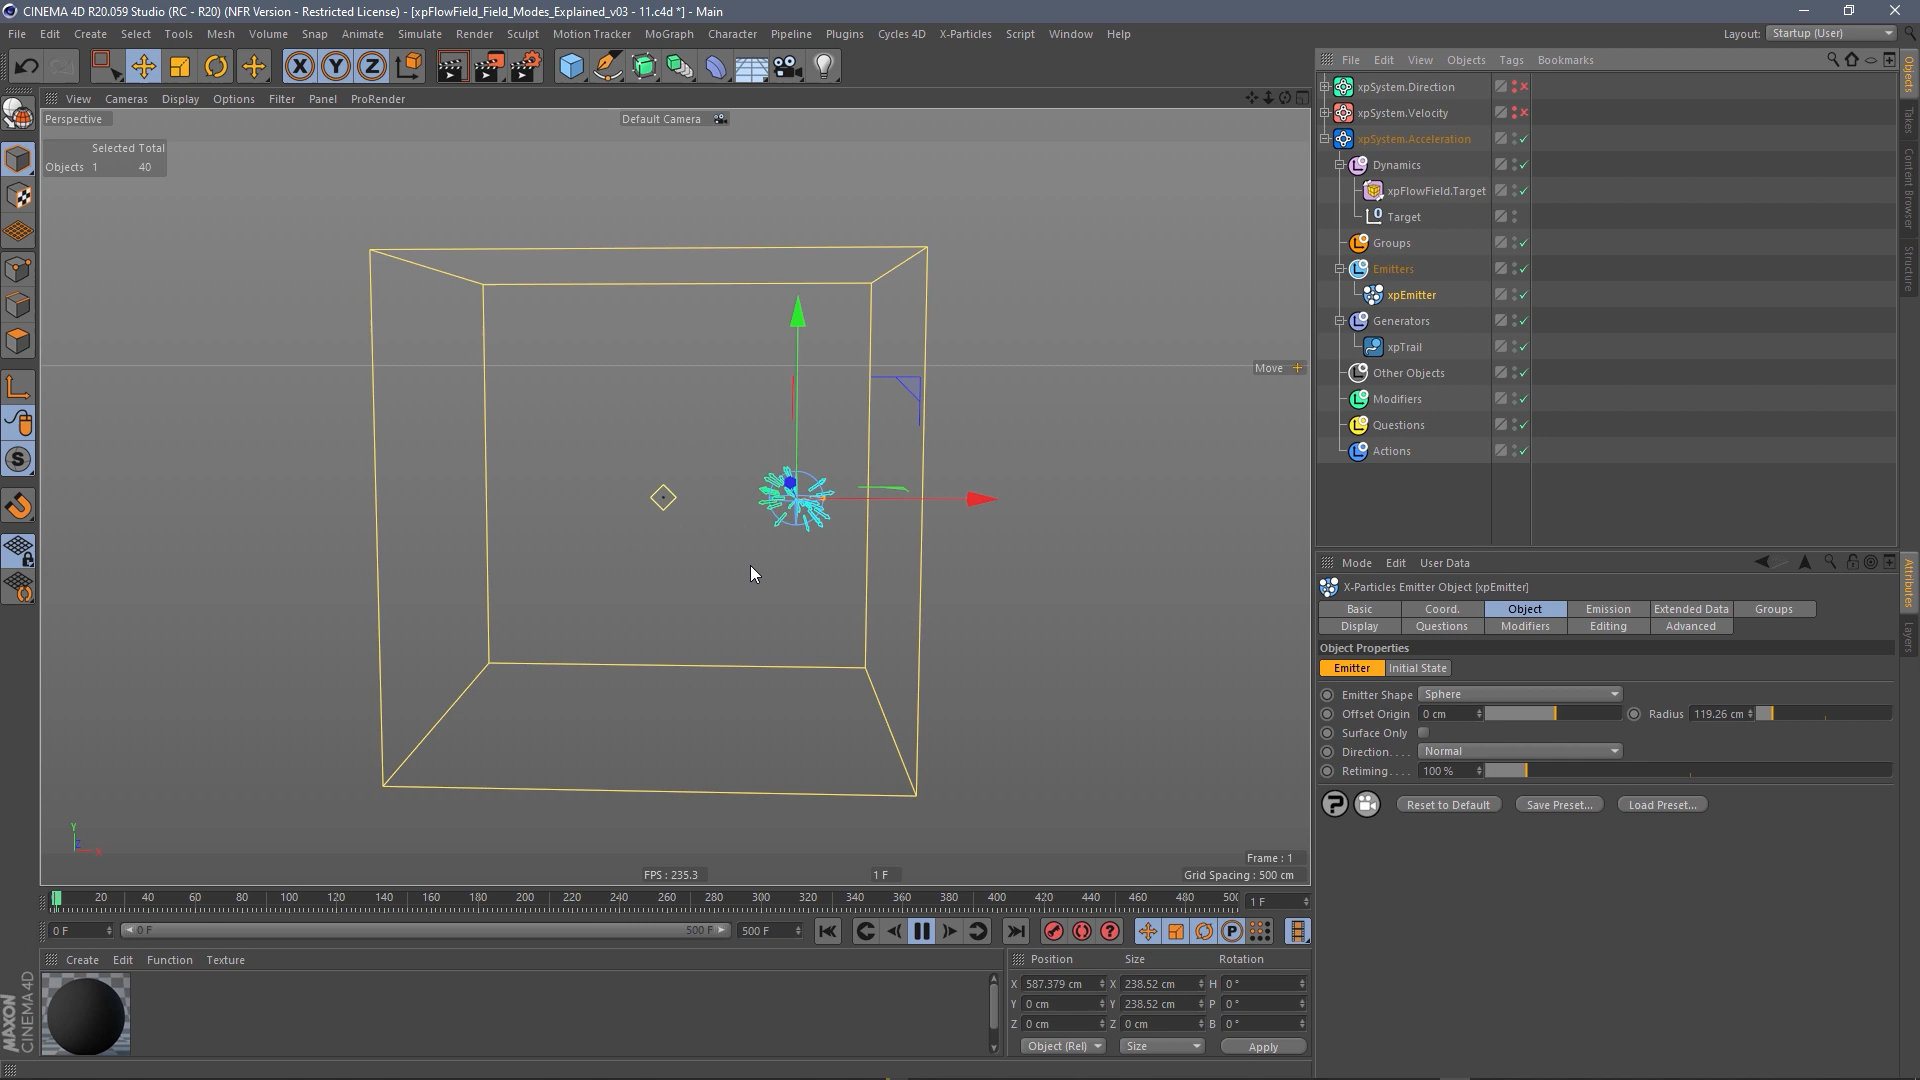 CINEMA 4D R20.059 Studio (RC - R20) (NFR Version - Restricted License) - [xpFlowField_Field_Modes_Explained_v03 - 11.c4d *] - Main
File Edit Create Select Tools Mesh Volume Snap Animate Simulate Render Sculpt Motion Tracker MoGraph Character Pipeline Plugins Cycles 4D X-Particles Script Window Help Layout: Startup (User)
File Edit View Objects Tags Bookmarks
View Cameras Display Options Filter Panel ProRender
Perspective Default Camera
Selected Total
Objects 1 40
Move
xpSystem.Direction
xpSystem.Velocity
xpSystem.Acceleration
Dynamics
xpFlowField.Target
Target
Groups
Emitters
xpEmitter
Generators
xpTrail
Other Objects
Modifiers
Questions
Actions
Objects
Takes
Content Browser
Structure
Mode Edit User Data
X-Particles Emitter Object [xpEmitter]
Basic Coord. Object Emission Extended Data Groups
Display Questions Modifiers Editing Advanced
Object Properties
Emitter Initial State
Emitter Shape Sphere
Offset Origin 0 cm Radius 119.26 cm
Surface Only
Direction.... Normal
Retiming.... 100 %
Reset to Default Save Preset... Load Preset...
Attributes
Layers
Y
Z
X
Frame : 1
FPS : 235.3 1 F Grid Spacing : 500 cm
20 40 60 80 100 120 140 160 180 200 220 240 260 280 300 320 340 360 380 400 420 440 460 480 1 F
0 F 0 F 500 F 500 F
Create Edit Function Texture
Position Size Rotation
X 587.379 cm X 238.52 cm H 0 °
Y 0 cm Y 238.52 cm P 0 °
Z 0 cm Z 0 cm B 0 °
Object (Rel) Size Apply
MAXON
CINEMA 4D